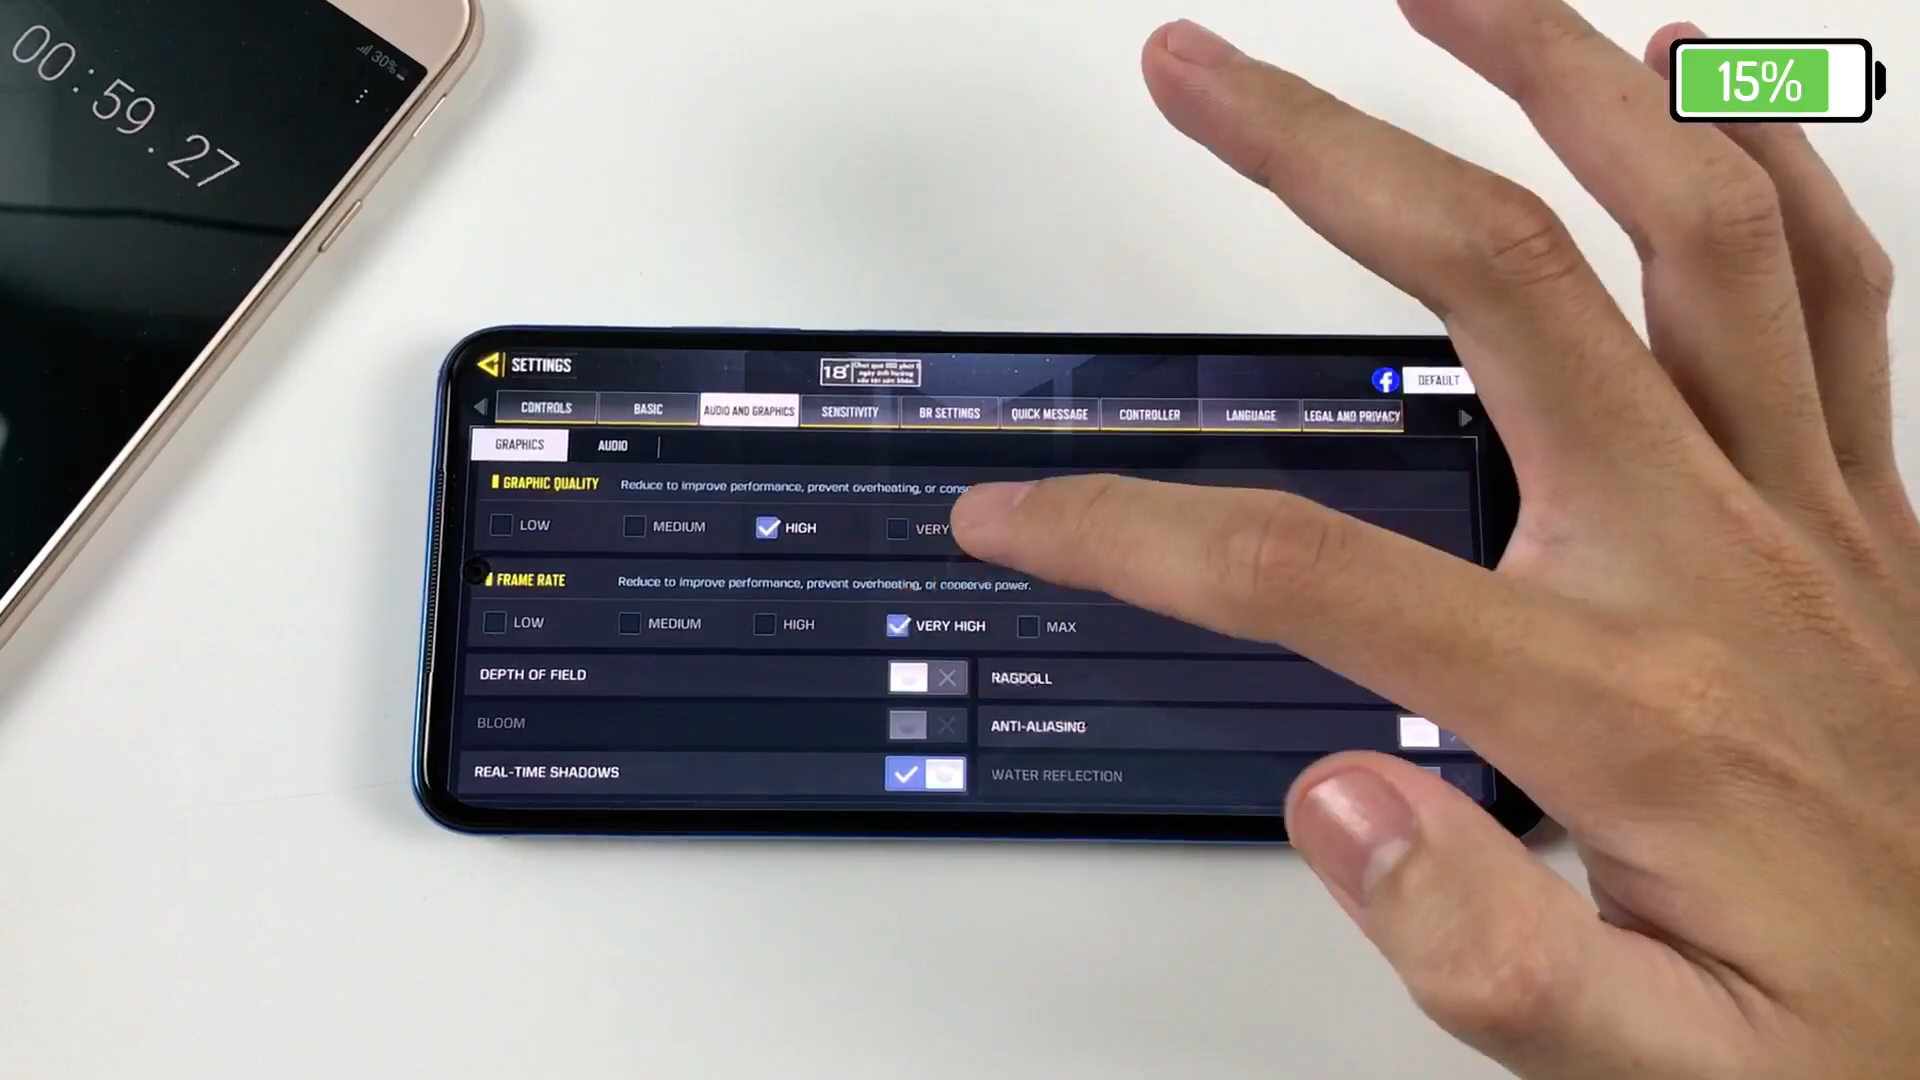 00:59.27
30%
15%
SETTINGS
18+
DEFAULT
CONTROLS
BASIC
AUDIO AND GRAPHICS
SENSITIVITY
BR SETTINGS
QUICK MESSAGE
CONTROLLER
LANGUAGE
LEGAL AND PRIVACY
GRAPHICS
AUDIO
GRAPHIC QUALITY
Reduce to improve performance, prevent overheating, or
LOW
MEDIUM
HIGH
VERY
FRAME RATE
Reduce to improve performance, prevent overheating, or conserve power.
LOW
MEDIUM
HIGH
VERY HIGH
MAX
DEPTH OF FIELD
RAGDOLL
BLOOM
ANTI-ALIASING
REAL-TIME SHADOWS
WATER REFLECTION